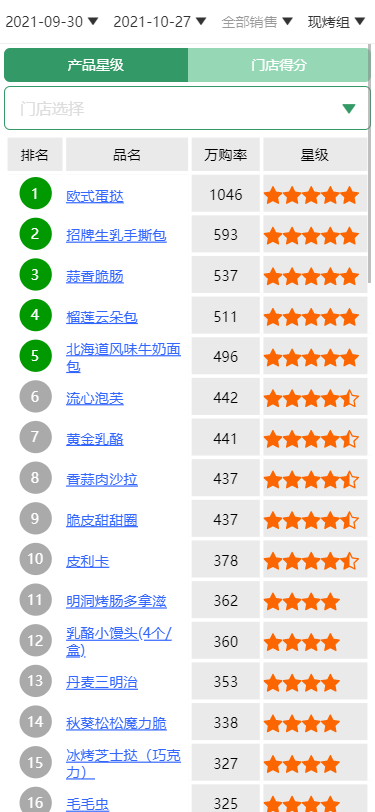 2021-09-30 2021-10-27 全部销售 现烤组
产品星级 门店得分
门店选择
排名 品名 万购率 星级
1 欧式蛋挞 1046
2 招牌生乳手撕包 593
3 蒜香脆肠 537
4 榴莲云朵包 511
5 北海道风味牛奶面
包 496
6 流心泡芙 442
7 黄金乳酪 441
8 香蒜肉沙拉 437
9 脆皮甜甜圈 437
10 皮利卡 378
11 明洞烤肠多拿滋 362
12 乳酪小馒头(4个/
盒) 360
13 丹麦三明治 353
14 秋葵松松魔力脆 338
15 冰烤芝士挞（巧克
力） 327
16 毛毛虫 325